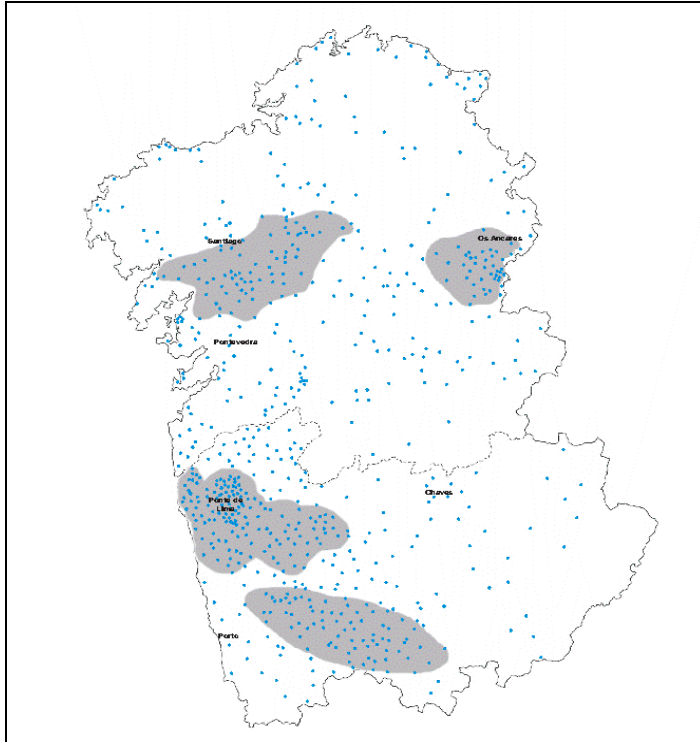 Santiago
Os Ancares
Pontevedra
Chaves
Ponte de
Lima
Porto